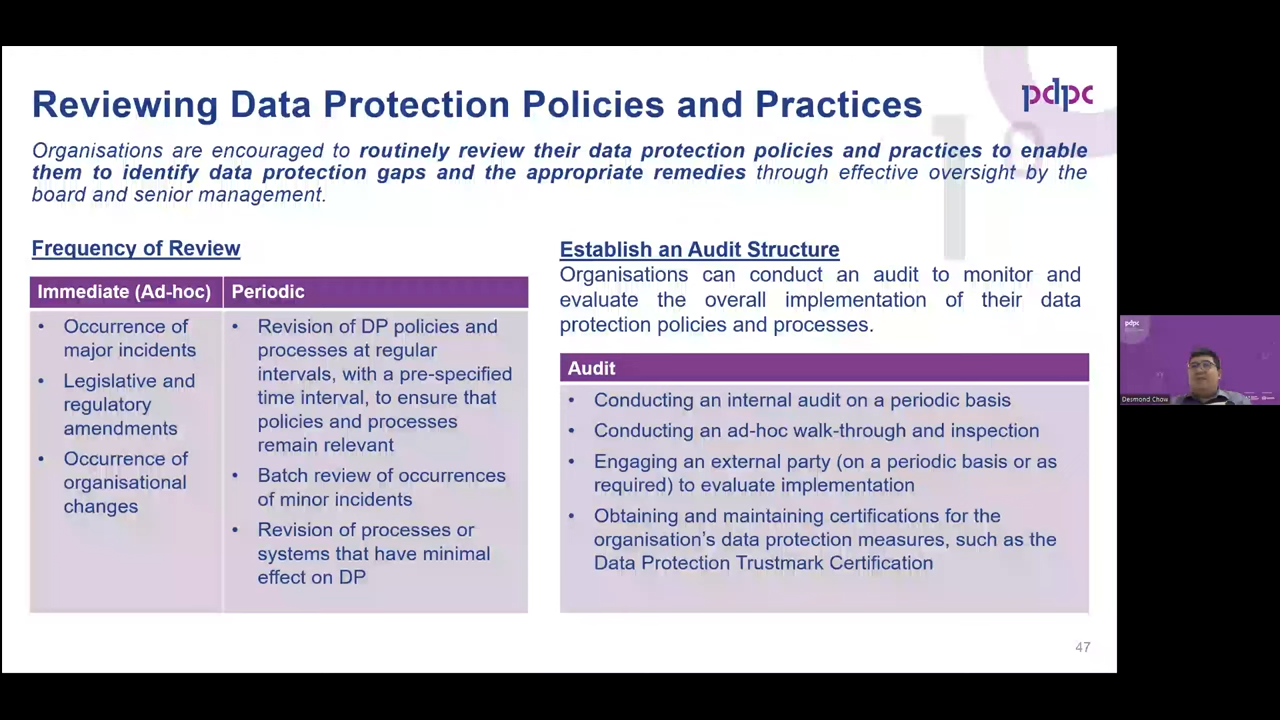 Reviewing Data Protection Policies and Practices
pdpc
Organisations are encouraged to routinely review their data protection policies and practices to enable
them to identify data protection gaps and the appropriate remedies through effective oversight by the
board and senior management.
Frequency of Review
Immediate (Ad-hoc)
• Occurrence of
major incidents
• Legislative and
regulatory
amendments
• Occurrence of
organisational
changes
Periodic
• Revision of DP policies and
processes at regular
intervals, with a pre-specified
time interval, to ensure that
policies and processes
remain relevant
• Batch review of occurrences
of minor incidents
• Revision of processes or
systems that have minimal
effect on DP
Establish an Audit Structure
Organisations can conduct an audit to monitor and
evaluate the overall implementation of their data
protection policies and processes.
Audit
• Conducting an internal audit on a periodic basis
• Conducting an ad-hoc walk-through and inspection
• Engaging an external party (on a periodic basis or as
required) to evaluate implementation
• Obtaining and maintaining certifications for the
organisation's data protection measures, such as the
Data Protection Trustmark Certification
47
pdpc
Desmond Chow